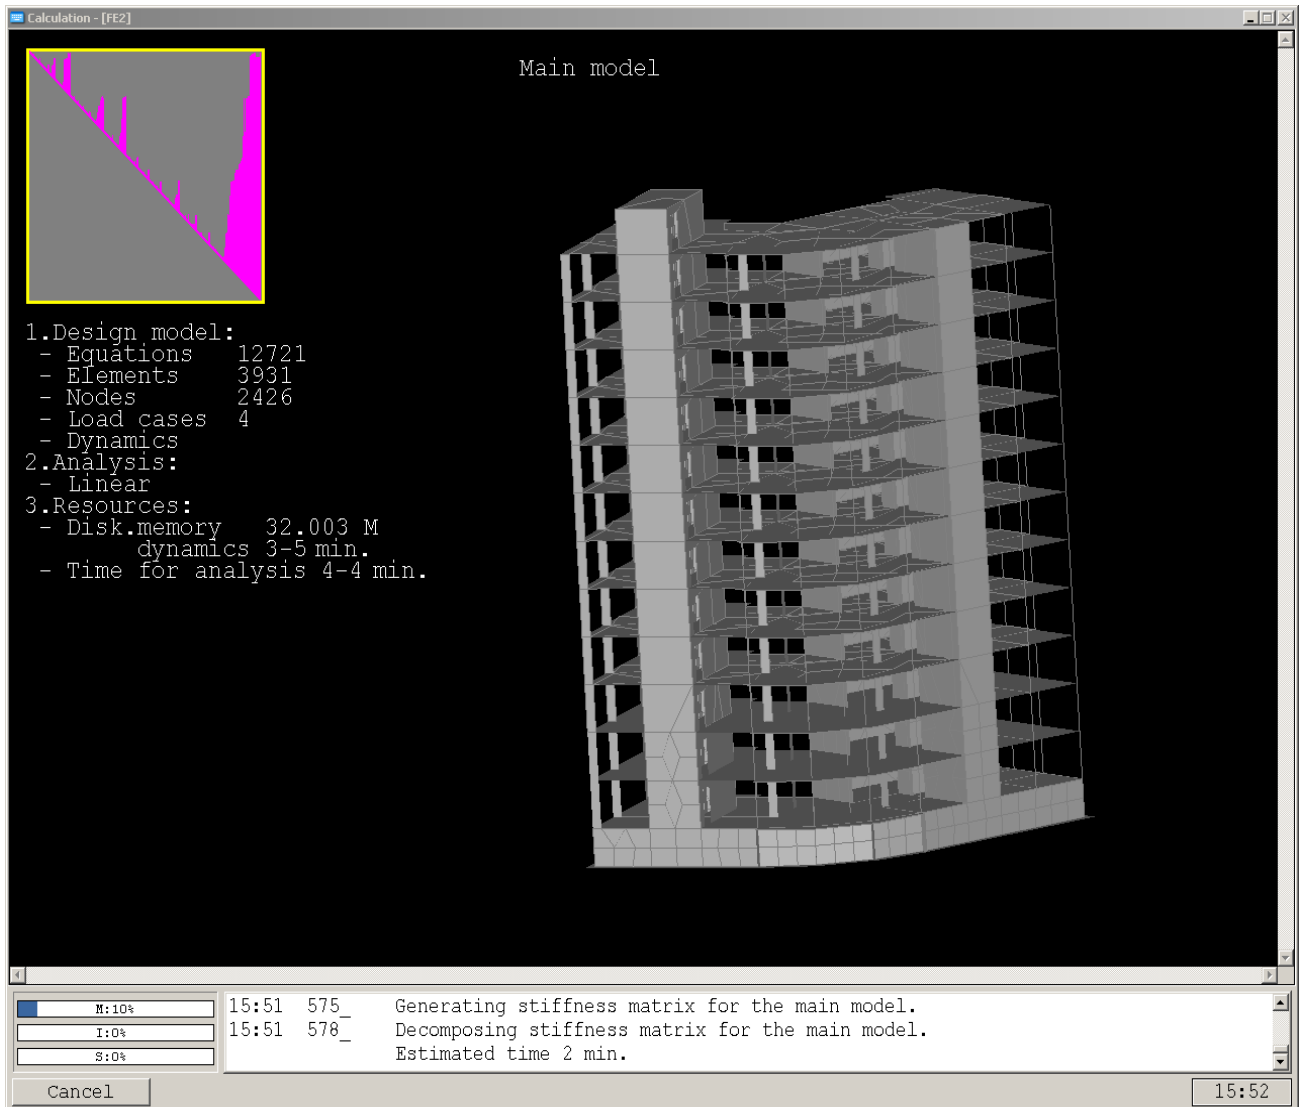 Calculation - [FE2]
Main model
1.Design model:
- Equations 12721
- Elements 3931
- Nodes 2426
- Load cases 4
- Dynamics
2.Analysis:
- Linear
3.Resources:
- Disk.memory 32.003 M
dynamics 3-5 min.
- Time for analysis 4-4 min.
M:10%
I:0%
S:0%
15:51 575_ Generating stiffness matrix for the main model.
15:51 578_ Decomposing stiffness matrix for the main model.
Estimated time 2 min.
Cancel
15:52